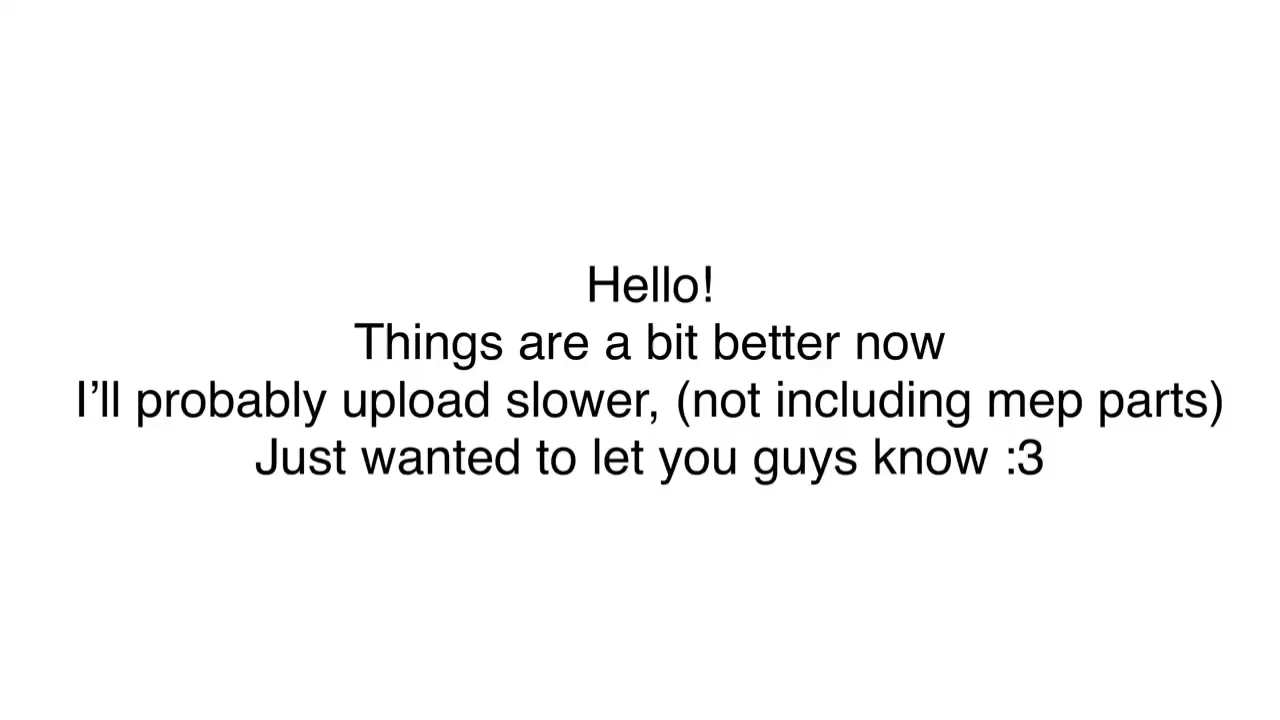 Hello!
Things are a bit better now
I’ll probably upload slower, (not including mep parts)
Just wanted to let you guys know :3